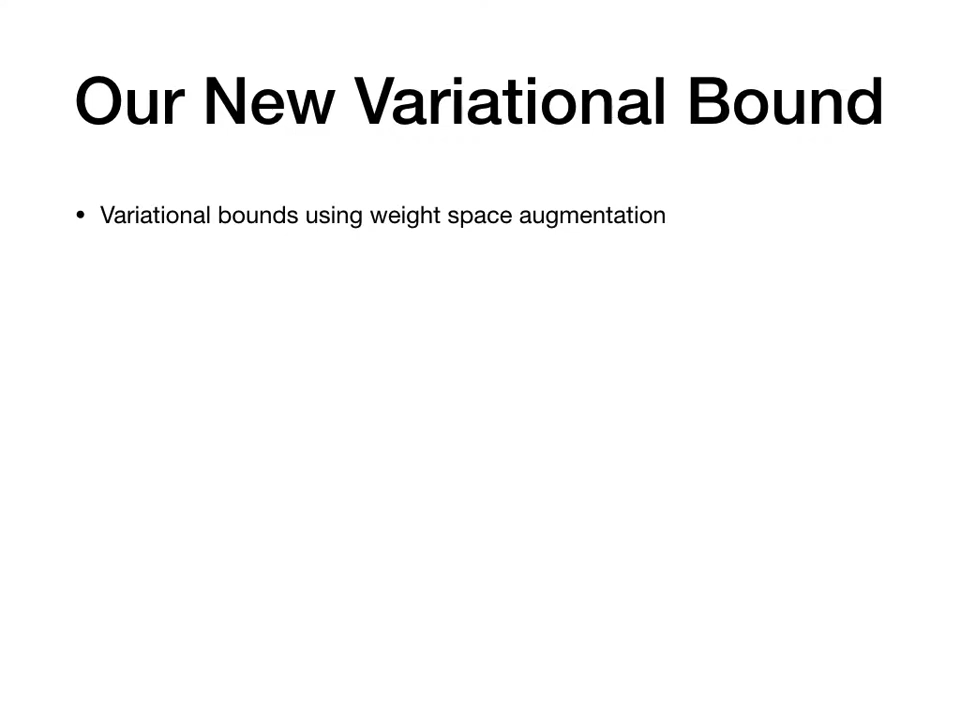 Our New Variational Bound
• Variational bounds using weight space augmentation